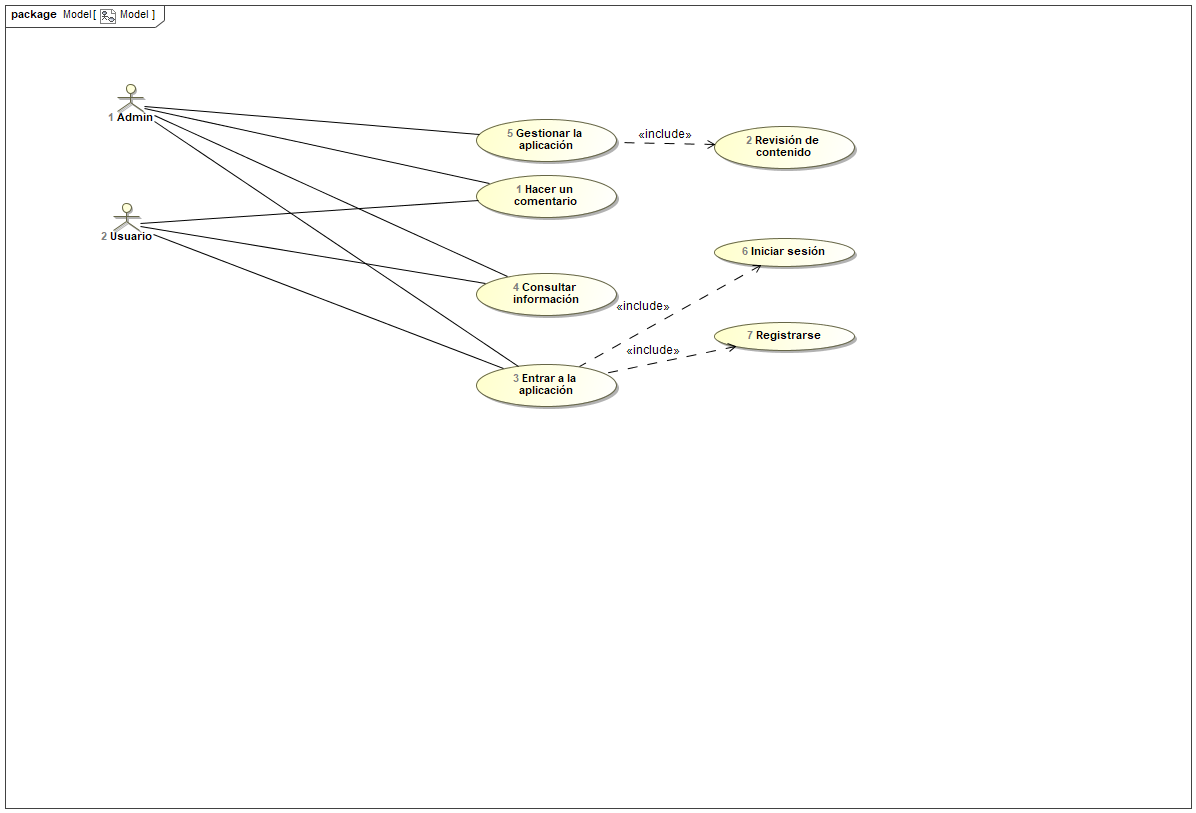 package Model [ Model ]
1 Admin
5 Gestionar la
aplicación
«include»
2 Revisión de
contenido
1 Hacer un
comentario
2 Usuario
6 Iniciar sesión
4 Consultar
información
«include»
7 Registrarse
«include»
3 Entrar a la
aplicación